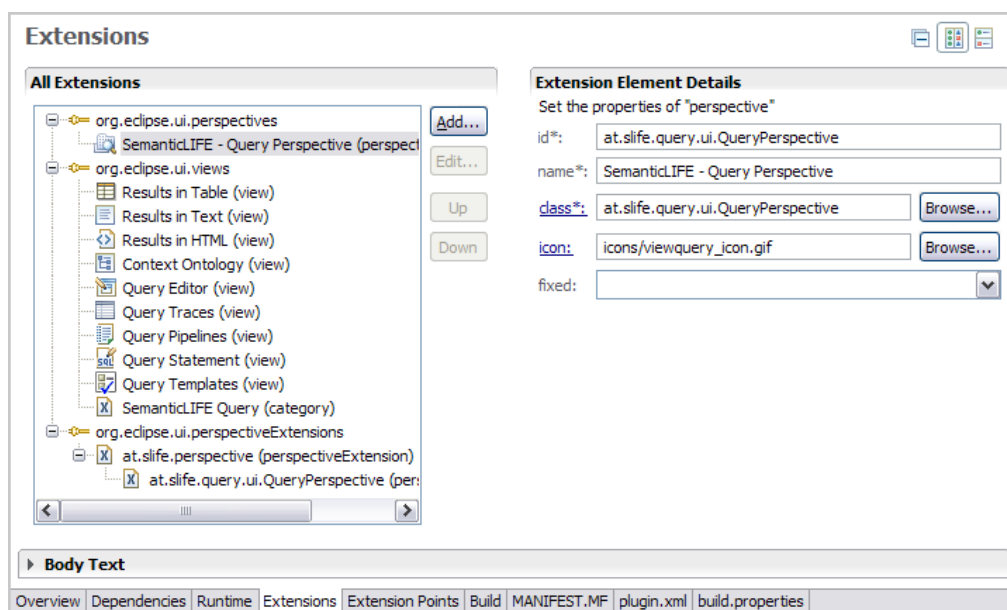 Extensions
All Extensions
org.eclipse.ui.perspectives
SemanticLIFE - Query Perspective (perspect
org.eclipse.ui.views
Results in Table (view)
Results in Text (view)
Results in HTML (view)
Context Ontology (view)
Query Editor (view)
Query Traces (view)
Query Pipelines (view)
SQL Query Statement (view)
Query Templates (view)
X SemanticLIFE Query (category)
org.eclipse.ui.perspectiveExtensions
X at.slife.perspective (perspectiveExtension)
X at.slife.query.ui.QueryPerspective (per
Add...
Edit...
Up
Down
Extension Element Details
Set the properties of "perspective"
id*: at.slife.query.ui.QueryPerspective
name*: SemanticLIFE - Query Perspective
class*: at.slife.query.ui.QueryPerspective Browse...
icon: icons/viewquery_icon.gif Browse...
fixed:
Body Text
Overview Dependencies Runtime Extensions Extension Points Build MANIFEST.MF plugin.xml build.properties